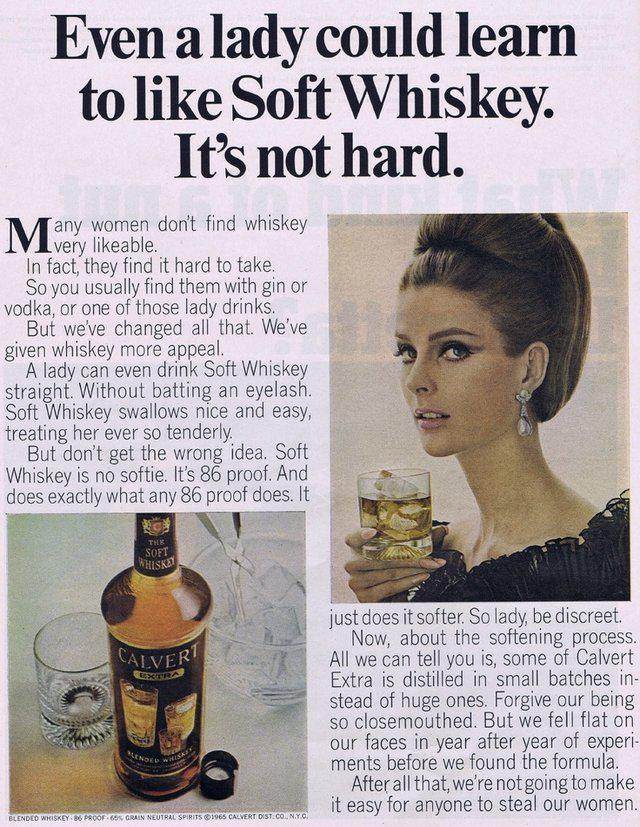 Even a lady could learn
to like Soft Whiskey.
It's not hard.
Many women don't find whiskey
very likeable.
In fact, they find it hard to take.
So you usually find them with gin or
vodka, or one of those lady drinks.
But we've changed all that. We've
given whiskey more appeal.
A lady can even drink Soft Whiskey
straight. Without batting an eyelash.
Soft Whiskey swallows nice and easy,
treating her ever so tenderly.
But don't get the wrong idea. Soft
Whiskey is no softie. It's 86 proof. And
does exactly what any 86 proof does. It
just does it softer. So lady, be discreet.
Now, about the softening process.
All we can tell you is, some of Calvert
Extra is distilled in small batches in-
stead of huge ones. Forgive our being
so closemouthed. But we fell flat on
our faces in year after year of experi-
ments before we found the formula.
After all that, we're not going to make
it easy for anyone to steal our women.
THE
SOFT
WHISKEY
CALVERT
EXTRA
BLENDED WHISKEY
BLENDED WHISKEY · 86 PROOF · 65% GRAIN NEUTRAL SPIRITS ©1965 CALVERT DIST. CO., N.Y.C.